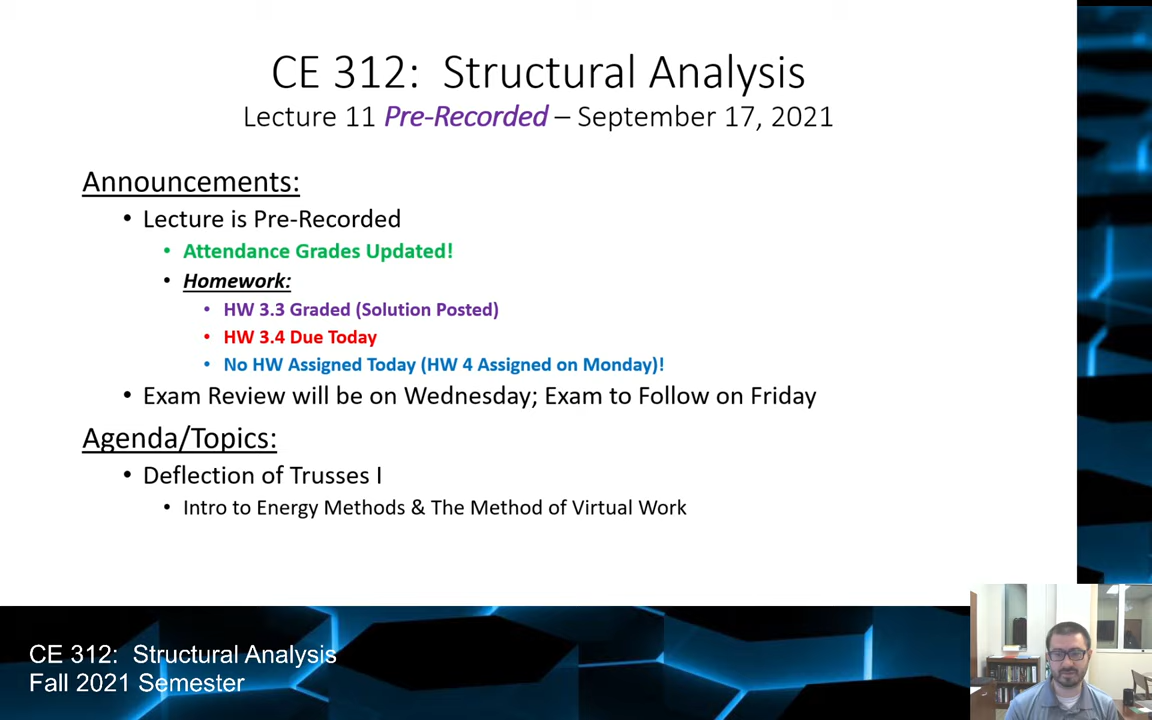 CE 312: Structural Analysis
Lecture 11 Pre-Recorded – September 17, 2021
Announcements:
• Lecture is Pre-Recorded
• Attendance Grades Updated!
• Homework:
• HW 3.3 Graded (Solution Posted)
• HW 3.4 Due Today
• No HW Assigned Today (HW 4 Assigned on Monday)!
• Exam Review will be on Wednesday; Exam to Follow on Friday
Agenda/Topics:
• Deflection of Trusses I
• Intro to Energy Methods & The Method of Virtual Work
CE 312: Structural Analysis
Fall 2021 Semester